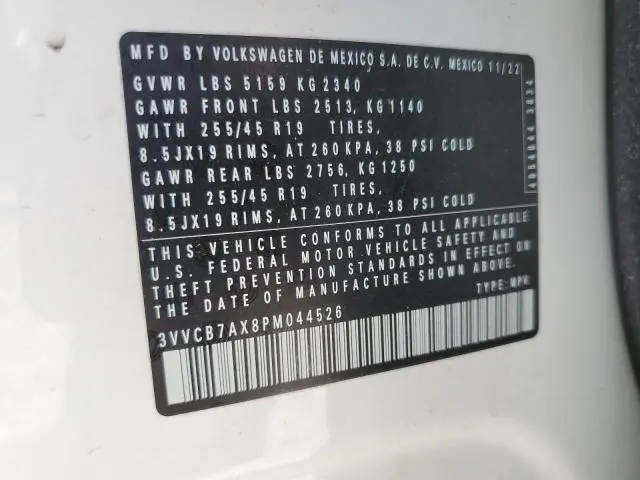 MFD BY VOLKSWAGEN DE MEXICO S.A. DE C.V. MEXICO 11/22
GVWR LBS 5159 KG 2340
GAWR FRONT LBS 2513, KG 1140
WITH 255/45 R19 TIRES,
8.5JX19 RIMS, AT 260 KPA, 38 PSI COLD
GAWR REAR LBS 2756, KG 1250
WITH 255/45 R19 TIRES,
8.5JX19 RIMS, AT 260 KPA, 38 PSI COLD
THIS VEHICLE CONFORMS TO ALL APPLICABLE
U.S. FEDERAL MOTOR VEHICLE SAFETY AND
THEFT PREVENTION STANDARDS IN EFFECT ON
THE DATE OF MANUFACTURE SHOWN ABOVE.
TYPE: MPV
3VVCB7AX8PM044526